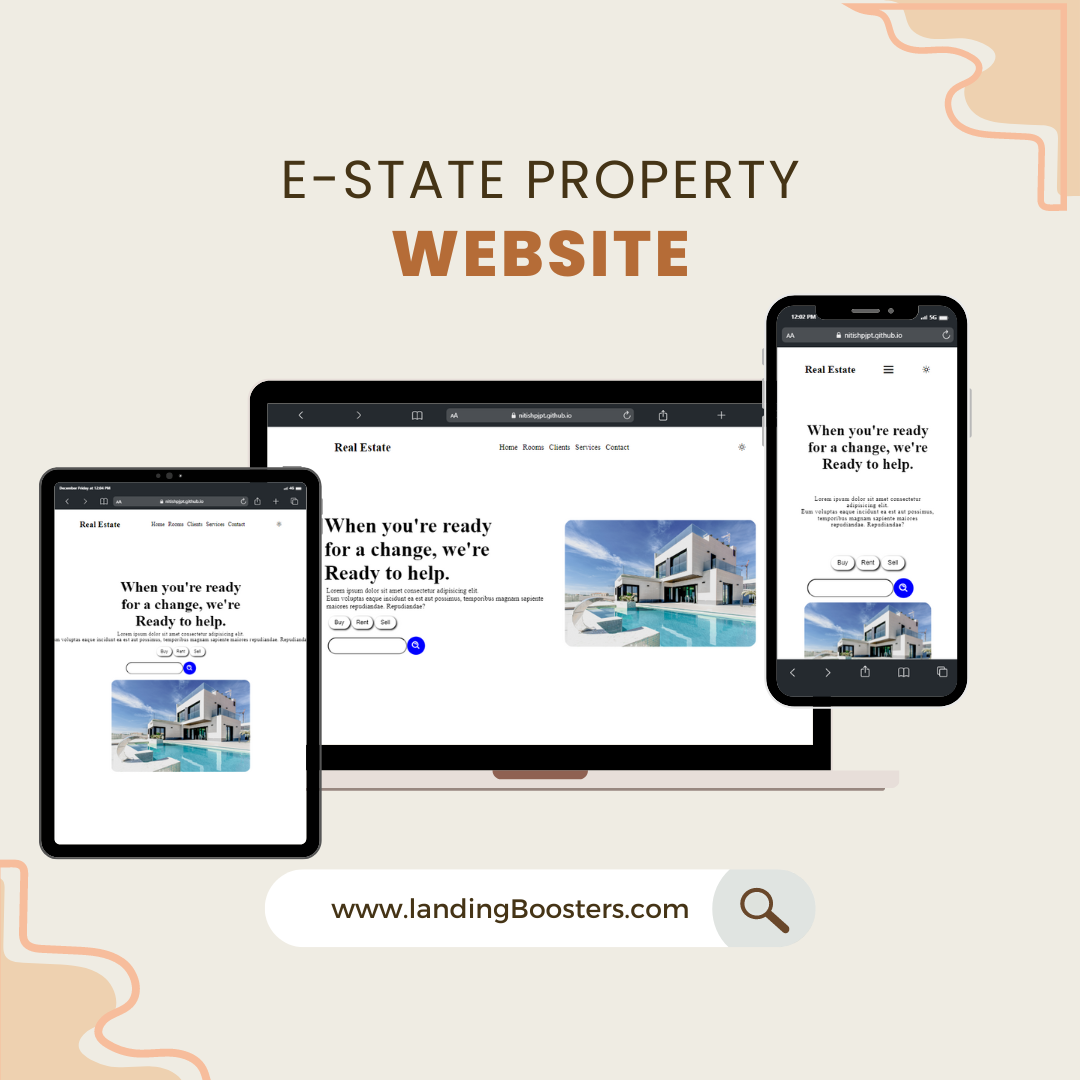 E-STATE PROPERTY
WEBSITE
12:02 PM
5G
AA
nitishpjpt.github.io
Real Estate
When you're ready
for a change, we're
Ready to help.
Lorem ipsum dolor sit amet consectetur
adipisicing elit.
Eum voluptas eaque incidunt ea est aut possimus,
temporibus magnam sapiente maiores
repudiandae. Repudiandae?
Buy Rent Sell
AA
nitishpjpt.github.io
Real Estate
Home Rooms Clients Services Contact
When you're ready
for a change, we're
Ready to help.
Lorem ipsum dolor sit amet consectetur adipisicing elit.
Eum voluptas eaque incidunt ea est aut possimus, temporibus magnam sapiente
maiores repudiandae. Repudiandae?
Buy Rent Sell
December Friday at 12:04 PM
4G
AA
nitishpjpt.github.io
Real Estate
Home Rooms Clients Services Contact
When you're ready
for a change, we're
Ready to help.
Lorem ipsum dolor sit amet consectetur adipisicing elit.
m voluptas eaque incidunt ea est aut possimus, temporibus magnam sapiente maiores repudiandae. Repudianda
Buy Rent Sell
www.landingBoosters.com